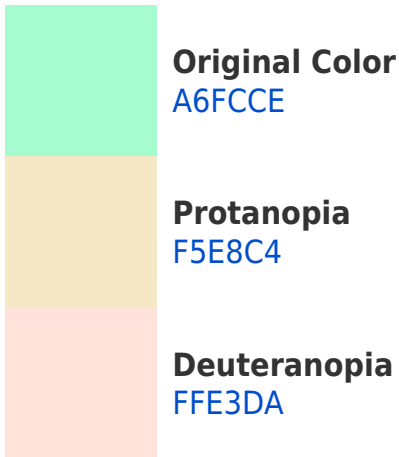 Original Color
A6FCCE
Protanopia
F5E8C4
Deuteranopia
FFE3DA